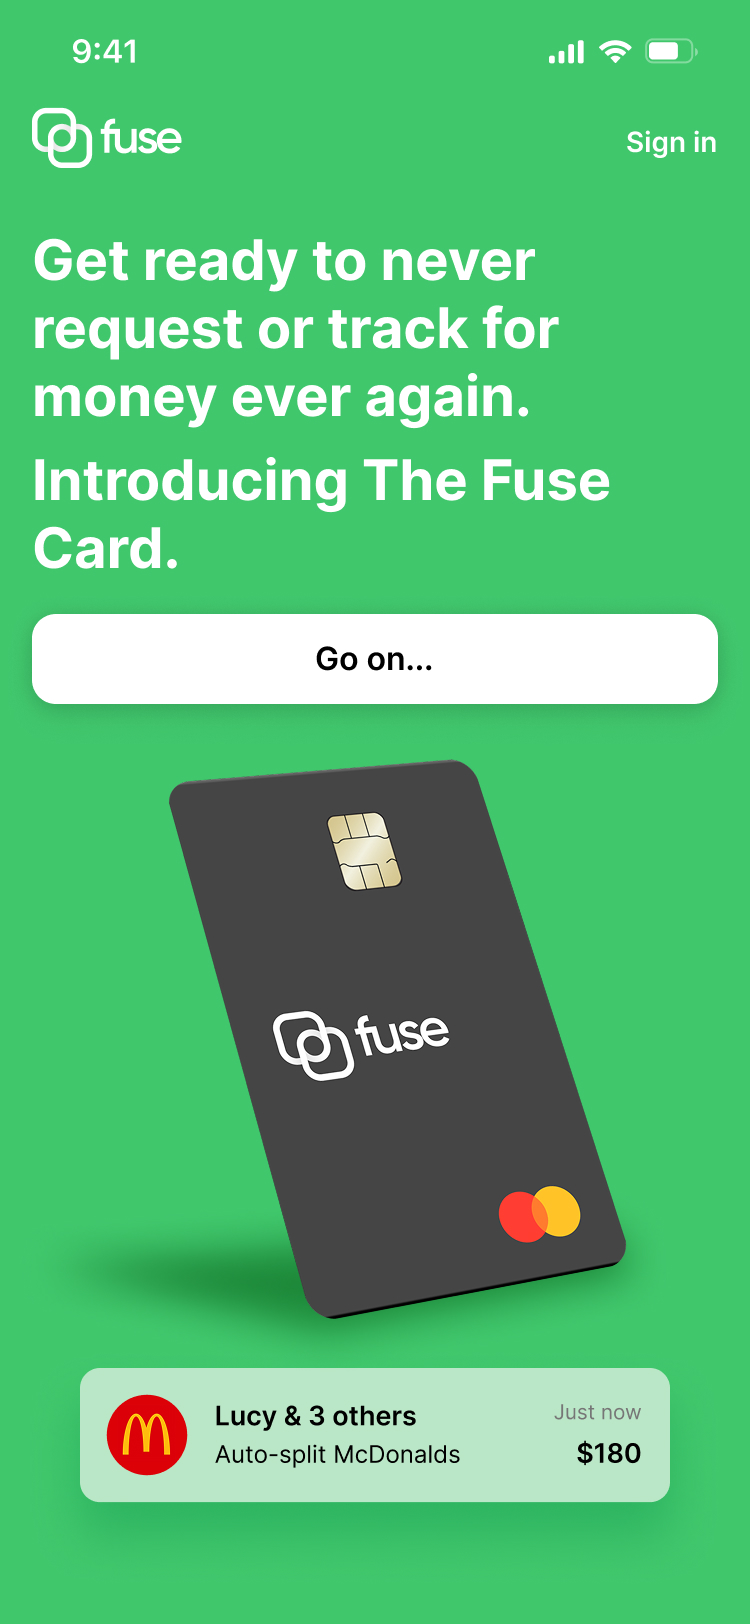 9:41
fuse
Sign in
Get ready to never
request or track for
money ever again.
Introducing The Fuse
Card.
Go on...
fuse
Lucy & 3 others
Just now
Auto-split McDonalds
$180